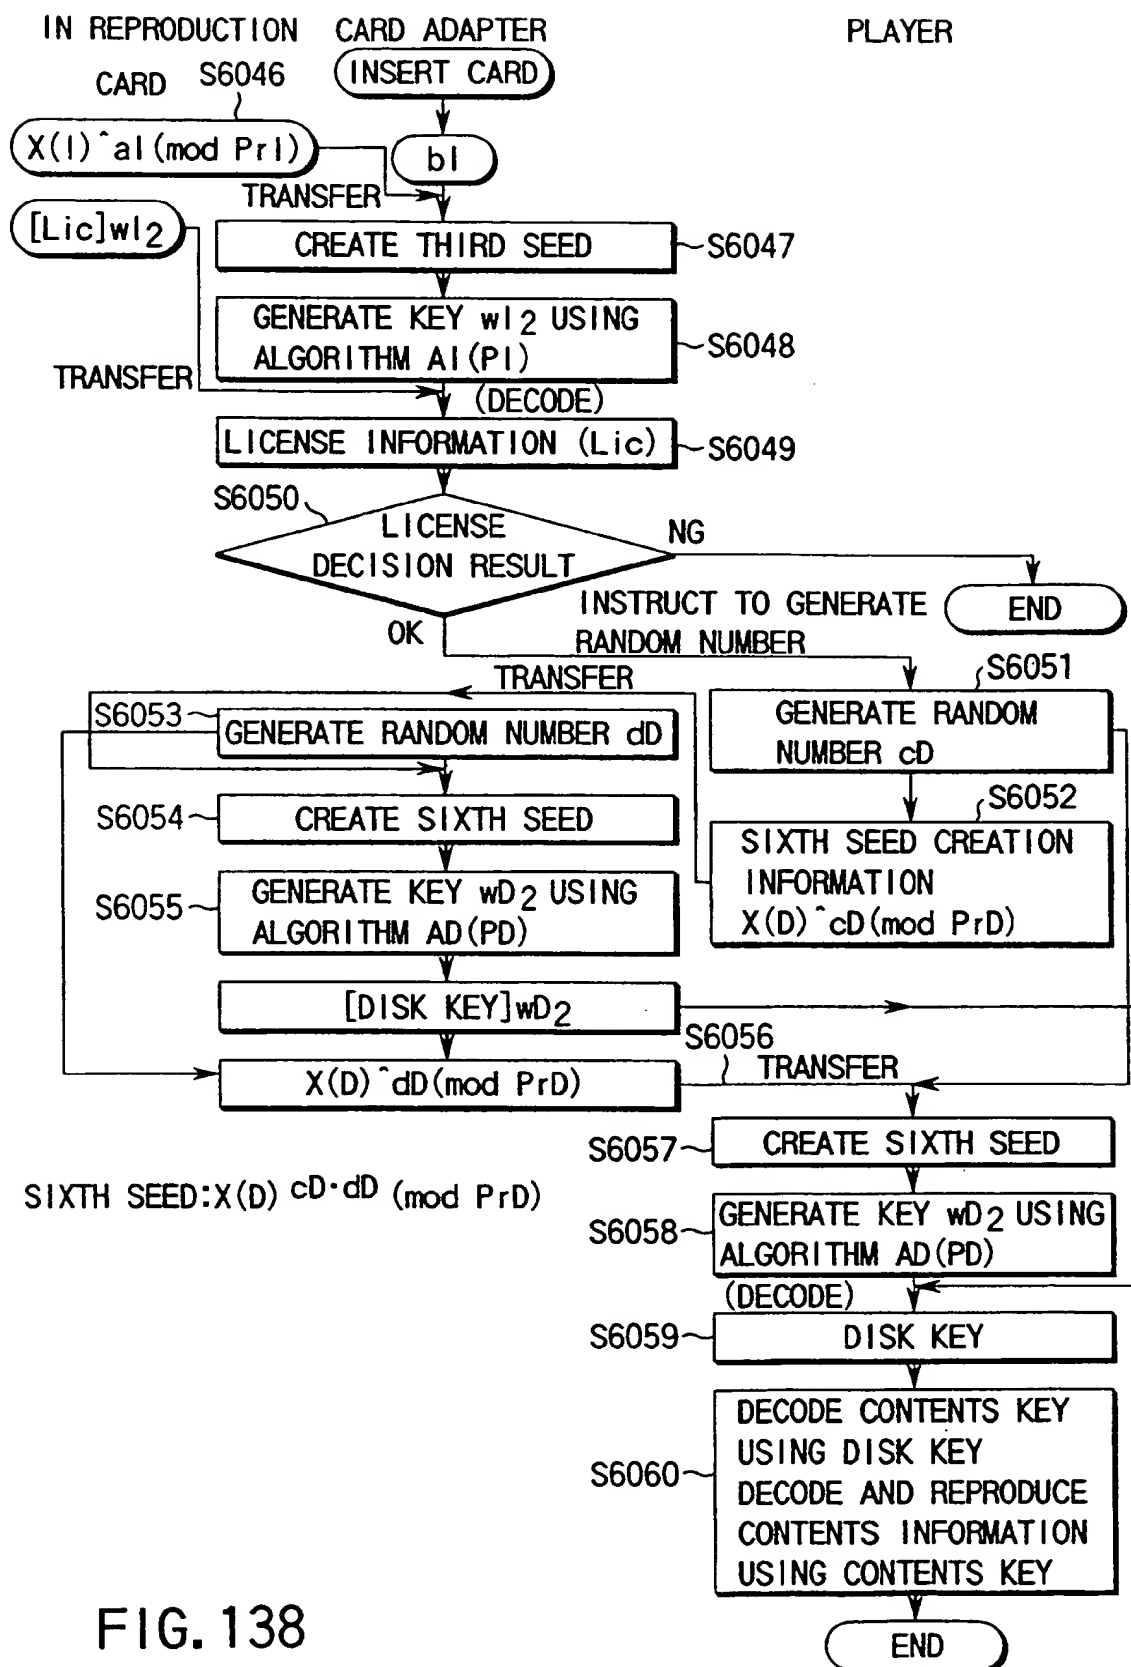 IN REPRODUCTION
CARD ADAPTER
PLAYER
CARD
S6046
INSERT CARD
X(I)^aI(mod PrI)
bI
TRANSFER
[Lic]wI2
CREATE THIRD SEED
S6047
GENERATE KEY wI2 USING
ALGORITHM AI(PI)
S6048
TRANSFER
(DECODE)
LICENSE INFORMATION (Lic)
S6049
S6050
LICENSE
DECISION RESULT
NG
END
OK
INSTRUCT TO GENERATE
RANDOM NUMBER
TRANSFER
S6051
GENERATE RANDOM
NUMBER cD
S6053
GENERATE RANDOM NUMBER dD
S6052
SIXTH SEED CREATION
INFORMATION
X(D)^cD(mod PrD)
S6054
CREATE SIXTH SEED
S6055
GENERATE KEY wD2 USING
ALGORITHM AD(PD)
[DISK KEY]wD2
S6056
X(D)^dD(mod PrD)
TRANSFER
S6057
CREATE SIXTH SEED
SIXTH SEED:X(D) cD·dD (mod PrD)
S6058
GENERATE KEY wD2 USING
ALGORITHM AD(PD)
(DECODE)
S6059
DISK KEY
S6060
DECODE CONTENTS KEY
USING DISK KEY
DECODE AND REPRODUCE
CONTENTS INFORMATION
USING CONTENTS KEY
END
FIG. 138